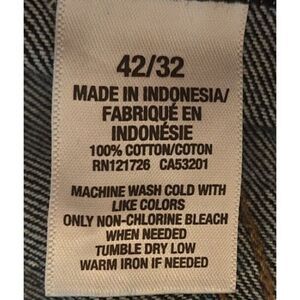 42/32
MADE IN INDONESIA/
FABRIQUÉ EN
INDONÉSIE
100% COTTON/COTON
RN121726 CA53201
MACHINE WASH COLD WITH
LIKE COLORS
ONLY NON-CHLORINE BLEACH
WHEN NEEDED
TUMBLE DRY LOW
WARM IRON IF NEEDED